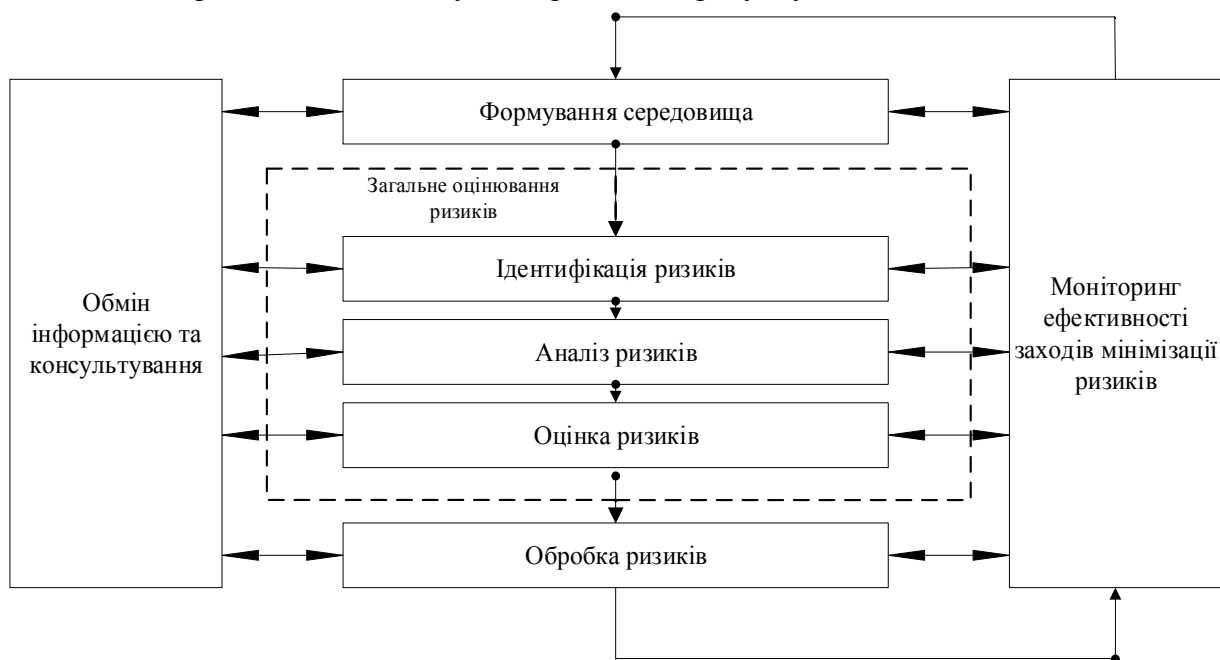 Формування середовища
Загальне оцінювання
ризиків
Ідентифікація ризиків
Обмін
інформацією та
консультування
Аналіз ризиків
Моніторинг
ефективності
заходів мінімізації
ризиків
Оцінка ризиків
Обробка ризиків